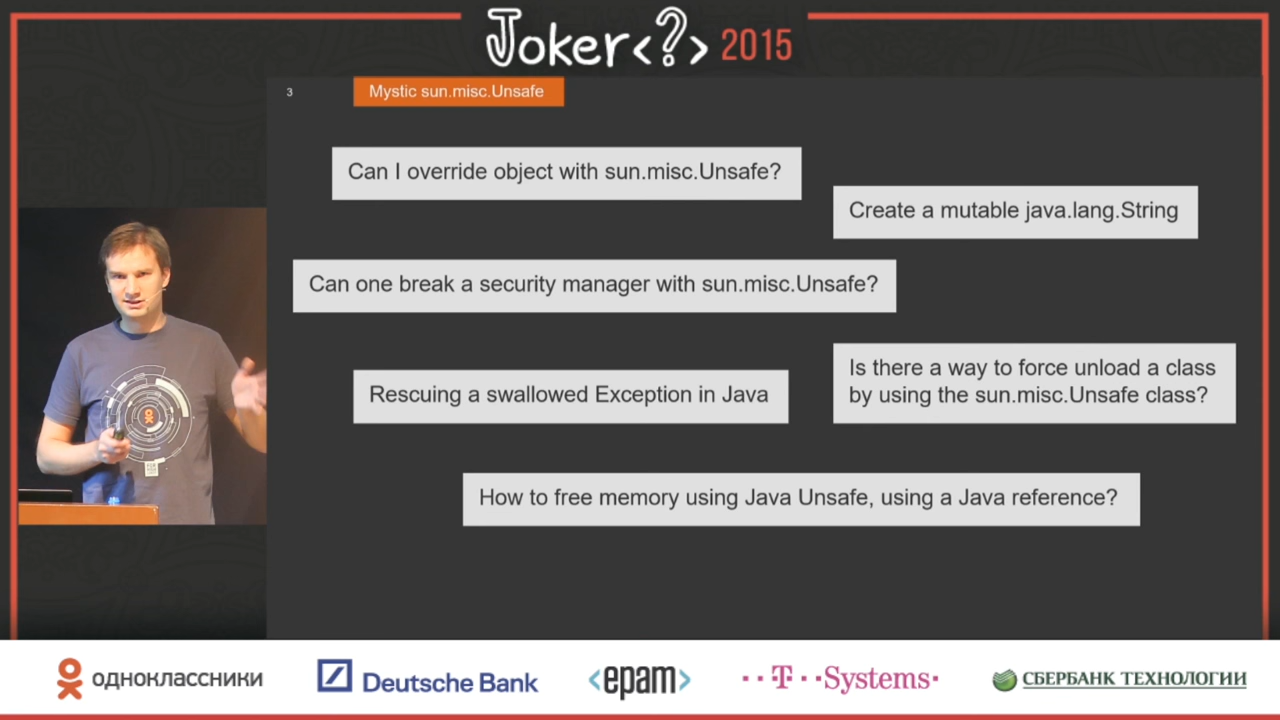 Joker<?> 2015
3
Mystic sun.misc.Unsafe
Can I override object with sun.misc.Unsafe?
Create a mutable java.lang.String
Can one break a security manager with sun.misc.Unsafe?
Is there a way to force unload a class
by using the sun.misc.Unsafe class?
Rescuing a swallowed Exception in Java
How to free memory using Java Unsafe, using a Java reference?
одноклассники
Deutsche Bank
<epam>
T Systems
СБЕРБАНК ТЕХНОЛОГИИ